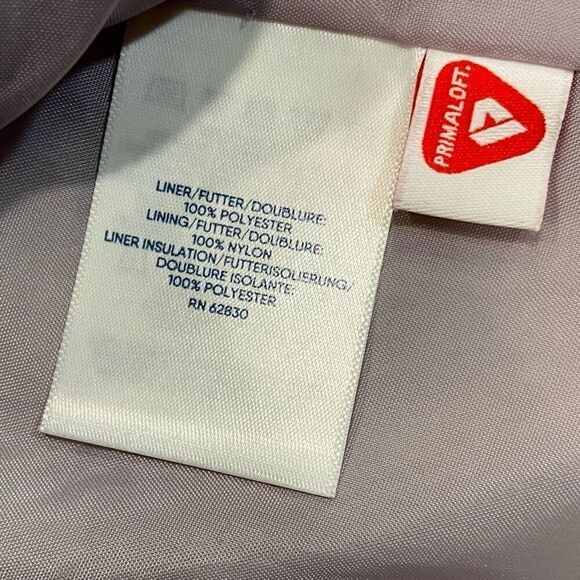 LINER/FUTTER/DOUBLURE:
100% POLYESTER
LINING/FUTTER/DOUBLURE:
100% NYLON
LINER INSULATION/FUTTERISOLIERUNG/
DOUBLURE ISOLANTE:
100% POLYESTER
RN 62830
PRIMALOFT.